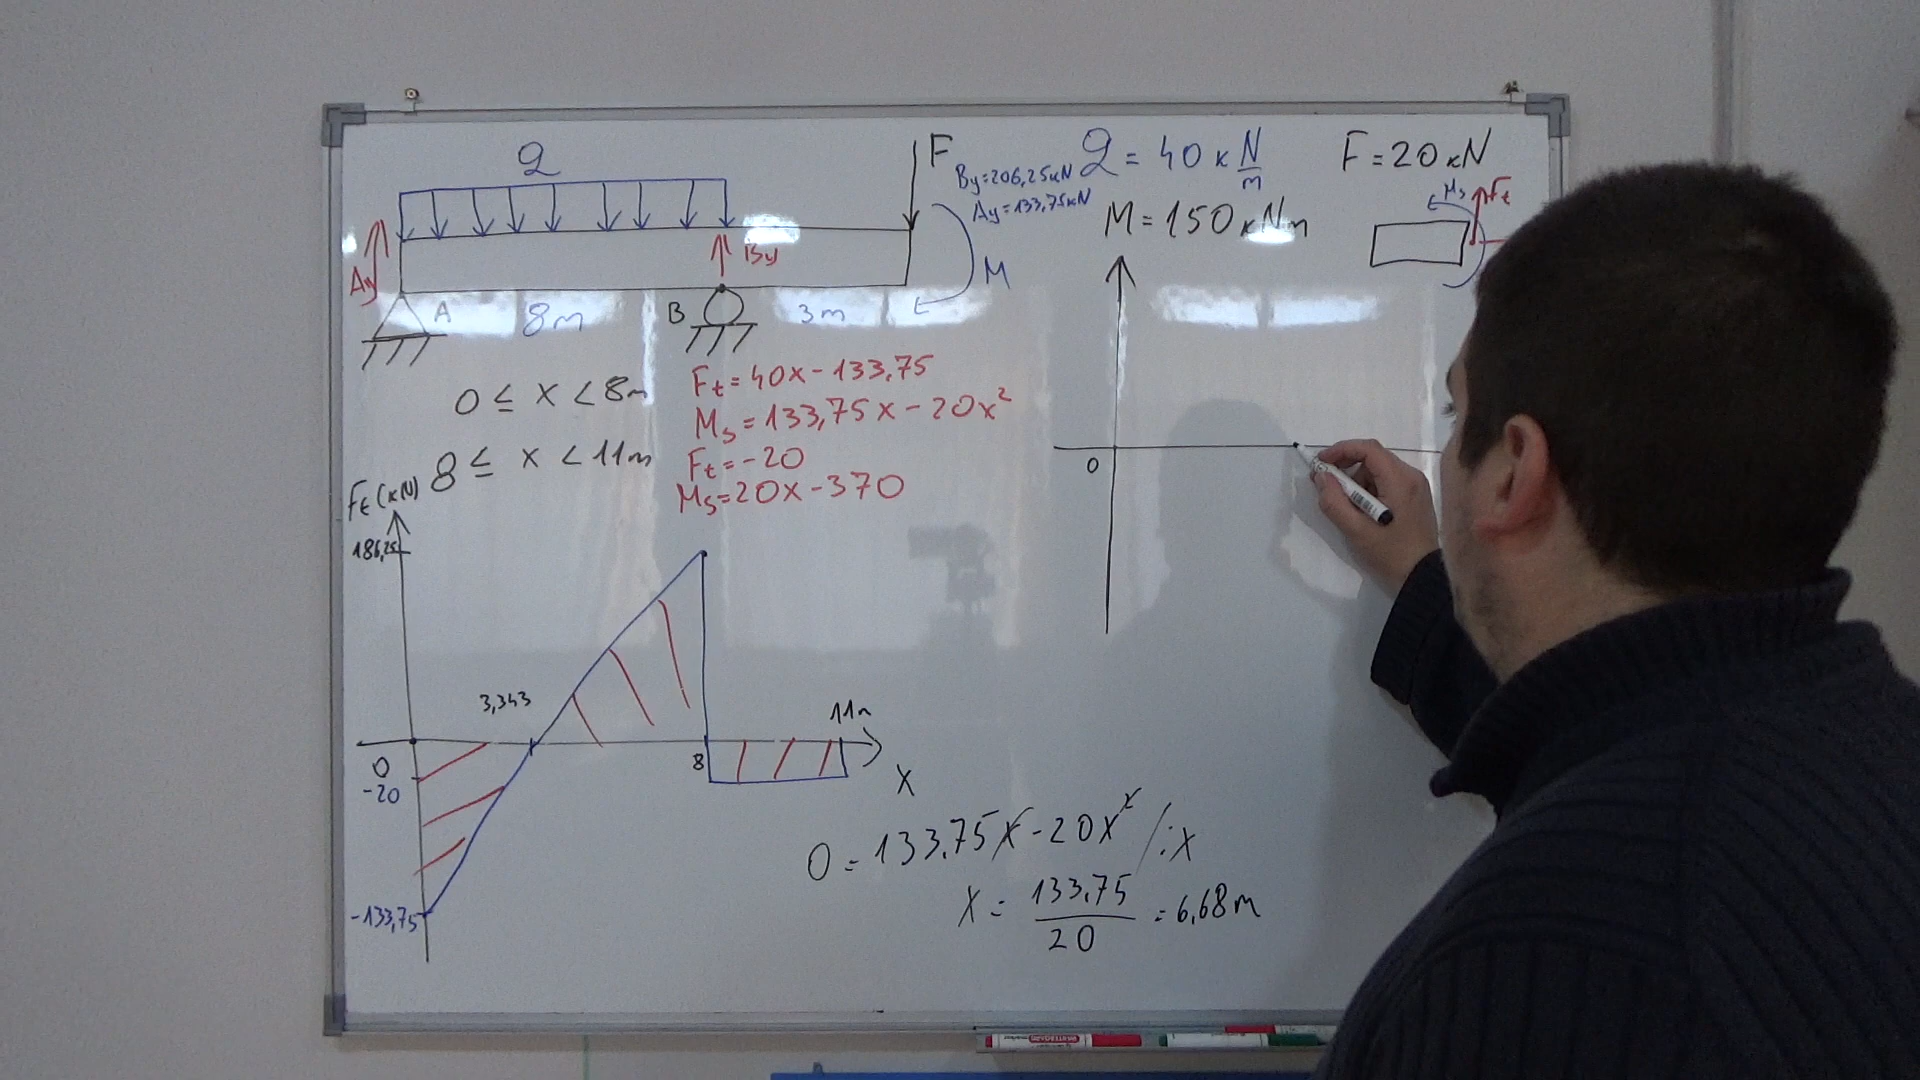 q
F
By=206,25kN
Ay=133,75kN
q = 40 k N/m
F = 20 kN
M = 150 kNm
Ms
Ft
Ay
By
M
A
8m
B
3m
0 ≤ x < 8m
Ft = 40x - 133,75
Ms = 133,75x - 20x²
8 ≤ x < 11m
Ft = -20
Ms = 20x - 370
Ft (kN)
186,25
0
3,343
11m
0
8
-20
x
-133,75
0 = 133,75x - 20x² /:x
x = 133,75/20 = 6,68m